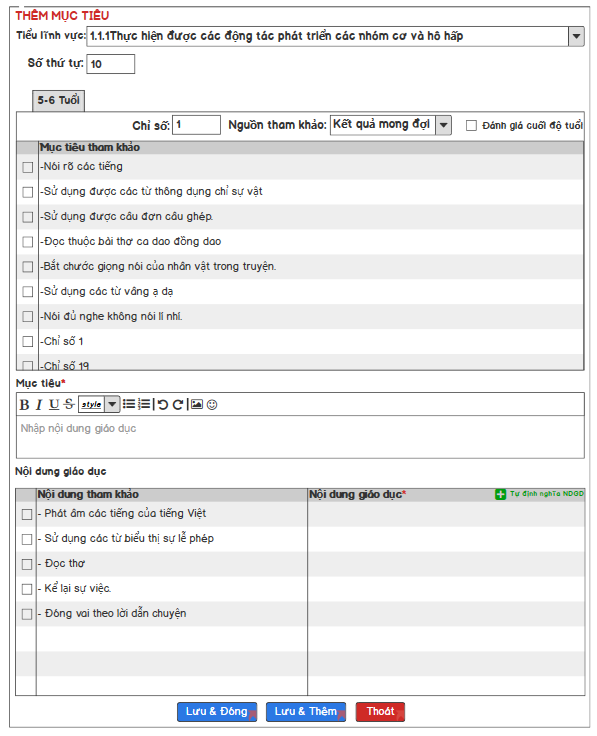 THÊM MỤC TIÊU
Tiểu lĩnh vực: 1.1.1Thực hiện được các động tác phát triển các nhóm cơ và hô hấp
Số thứ tự: 10
5-6 Tuổi
Chỉ số: 1 Nguồn tham khảo: Kết quả mong đợi Đánh giá cuối độ tuổi
Mục tiêu tham khảo
-Nói rõ các tiếng
-Sử dụng được các từ thông dụng chỉ sự vật
-Sử dụng được câu đơn câu ghép.
-Đọc thuộc bài thơ ca dao đồng dao
-Bắt chước giọng nói của nhân vật trong truyện.
-Sử dụng các từ vâng ạ dạ
-Nói đủ nghe không nói lí nhí.
-Chỉ số 1
-Chỉ số 19
Mục tiêu*
B I U S style
Nhập nội dung giáo dục
Nội dung giáo dục
Nội dung tham khảo Nội dung giáo dục* Tự định nghĩa NDGD
- Phát âm các tiếng của tiếng Việt
- Sử dụng các từ biểu thị sự lễ phép
- Đọc thơ
- Kể lại sự việc.
- Đóng vai theo lời dẫn chuyện
Lưu & Đóng Lưu & Thêm Thoát